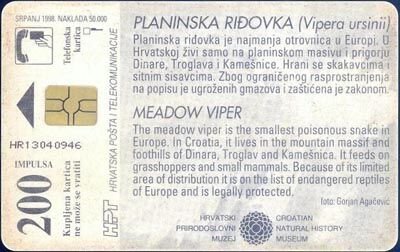 SRPANJ 1998. NAKLADA 50.000
Telefonska
kartica
HR13040946
200
IMPULSA
Kupljena kartica
ne može se vratiti
HRVATSKA POŠTA I TELEKOMUNIKACIJE
HPT
PLANINSKA RIĐOVKA (Vipera ursinii)
Planinska riđovka je najmanja otrovnica u Europi. U
Hrvatskoj živi samo na planinskom masivu i prigorju
Dinare, Troglava i Kamešnice. Hrani se skakavcima i
sitnim sisavcima. Zbog ograničenog rasprostranjenja
na popisu je ugroženih gmazova i zaštićena je zakonom.
MEADOW VIPER
The meadow viper is the smallest poisonous snake in
Europe. In Croatia, it lives in the mountain massif and
foothills of Dinara, Troglav and Kamešnica. It feeds on
grasshoppers and small mammals. Because of its limited
area of distribution it is on the list of endangered reptiles
of Europe and is legally protected.
foto: Gorjan Agačević
HRVATSKI
PRIRODOSLOVNI
MUZEJ
CROATIAN
NATURAL HISTORY
MUSEUM